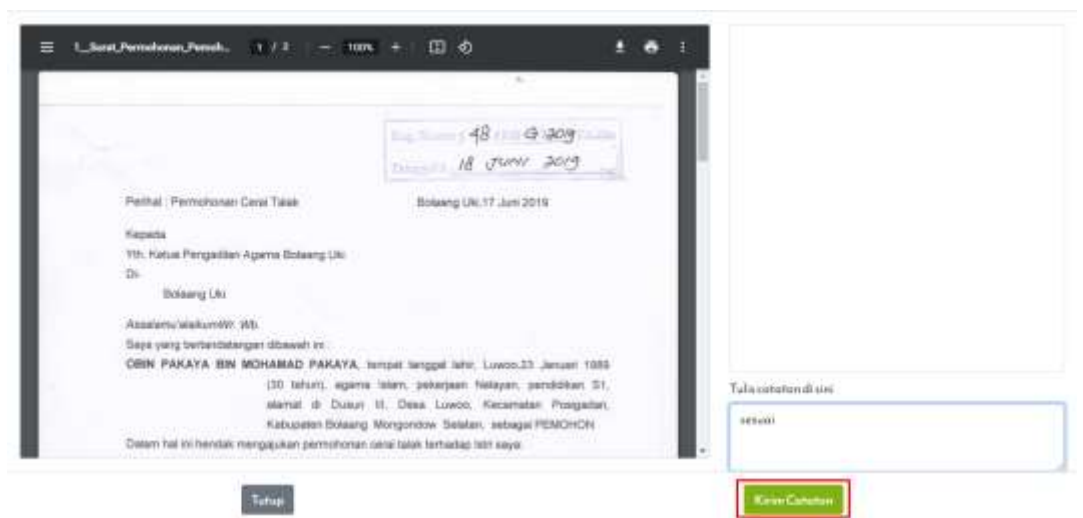 1._Surat_Permohonan_Pemoh... 1 / 3 100%
48 G 2019
18 JUNI 2019
Perihal : Permohonan Cerai Talak Bolaang Uki,17 Juni 2019
Kepada
Yth. Ketua Pengadilan Agama Bolaang Uki
Di-
Bolaang Uki
Assalamu'alaikumWr. Wb.
Saya yang bertandatangan dibawah ini :
OBIN PAKAYA BIN MOHAMAD PAKAYA, tempat tanggal lahir, Luwoo,23 Januari 1989
(30 tahun), agama Islam, pekerjaan Nelayan, pendidikan S1,
alamat di Dusun III, Desa Luwoo, Kecamatan Posigadan,
Kabupaten Bolaang Mongondow Selatan, sebagai PEMOHON
Dalam hal ini hendak mengajukan permohonan cerai talak terhadap istri saya:
Tulis catatan di sini
sesuai
Tutup
Kirim Catatan